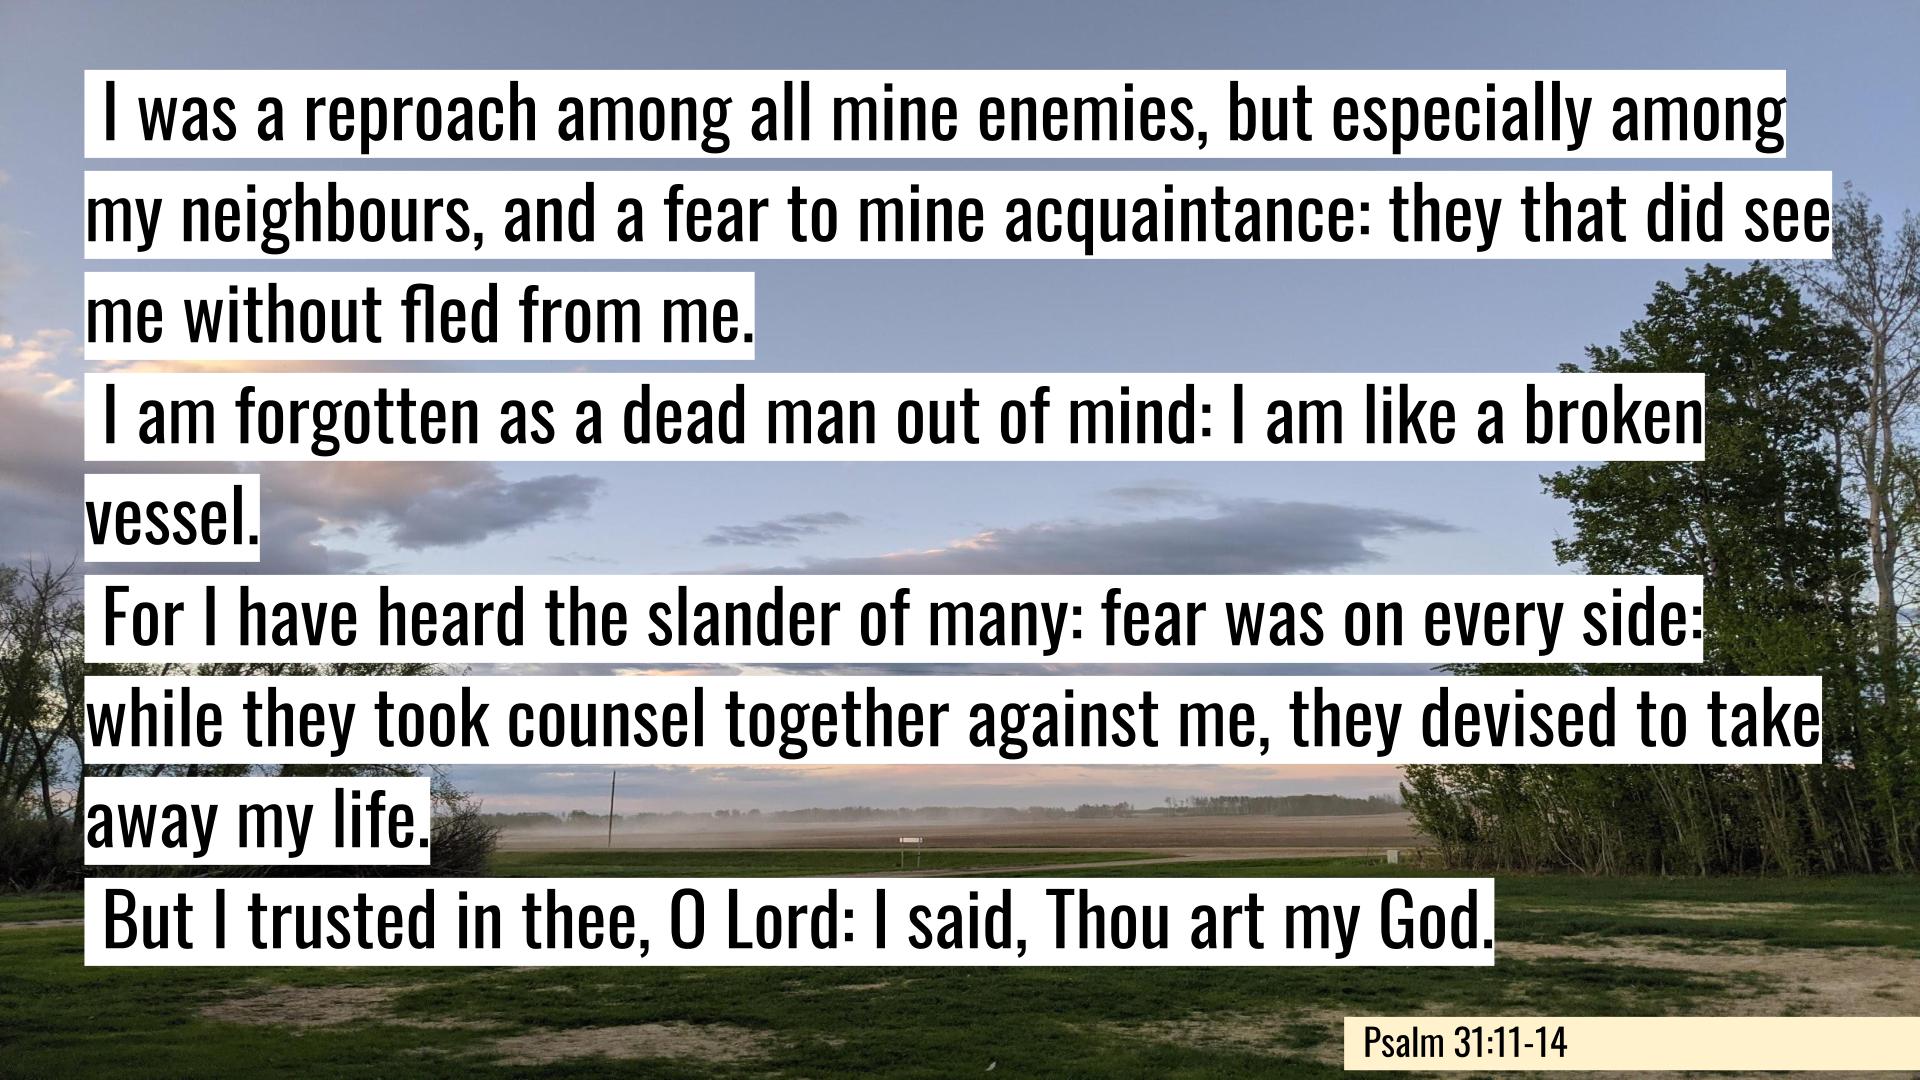 I was a reproach among all mine enemies, but especially among
my neighbours, and a fear to mine acquaintance: they that did see
me without fled from me.
I am forgotten as a dead man out of mind: I am like a broken
vessel.
For I have heard the slander of many: fear was on every side:
while they took counsel together against me, they devised to take
away my life.
But I trusted in thee, O Lord: I said, Thou art my God.
Psalm 31:11-14